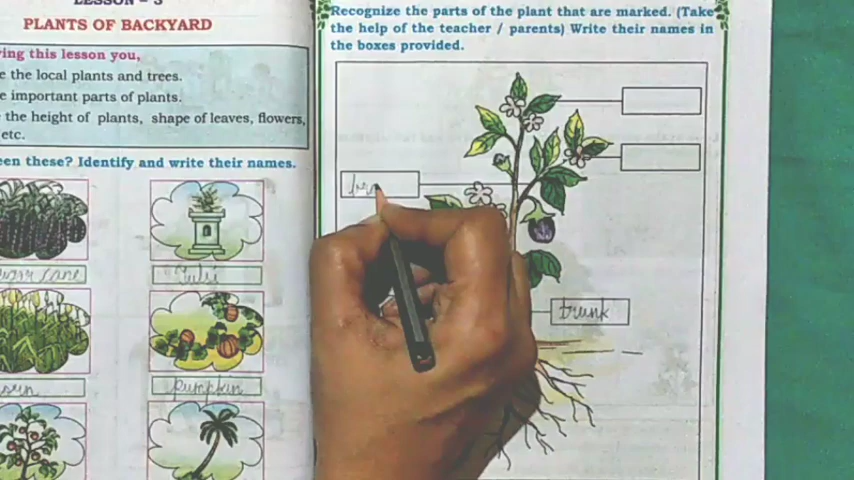 LESSON - 3
PLANTS OF BACKYARD
ing this lesson you,
e the local plants and trees.
e important parts of plants.
the height of plants, shape of leaves, flowers,
etc.
een these? Identify and write their names.
Tulsi
pumpkin
Recognize the parts of the plant that are marked. (Take
the help of the teacher / parents) Write their names in
the boxes provided.
trunk